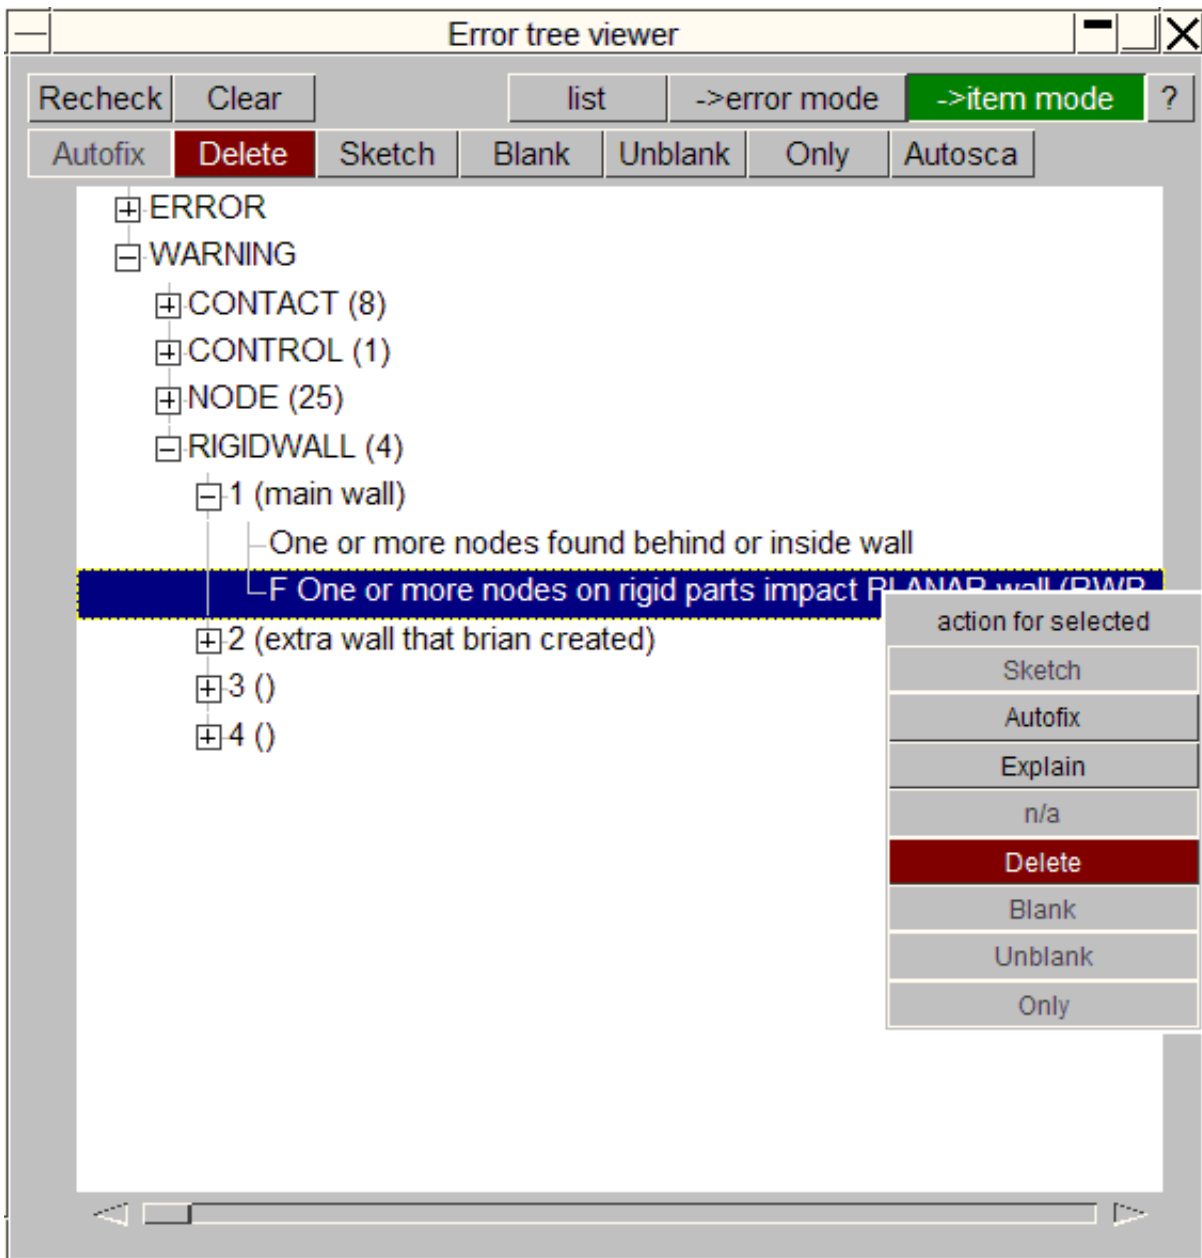 Error tree viewer
Recheck Clear list ->error mode ->item mode ?
Autofix Delete Sketch Blank Unblank Only Autosca
ERROR
WARNING
CONTACT (8)
CONTROL (1)
NODE (25)
RIGIDWALL (4)
1 (main wall)
One or more nodes found behind or inside wall
F One or more nodes on rigid parts impact PLANAR wall (RWP
2 (extra wall that brian created)
3 ()
4 ()
action for selected
Sketch
Autofix
Explain
n/a
Delete
Blank
Unblank
Only